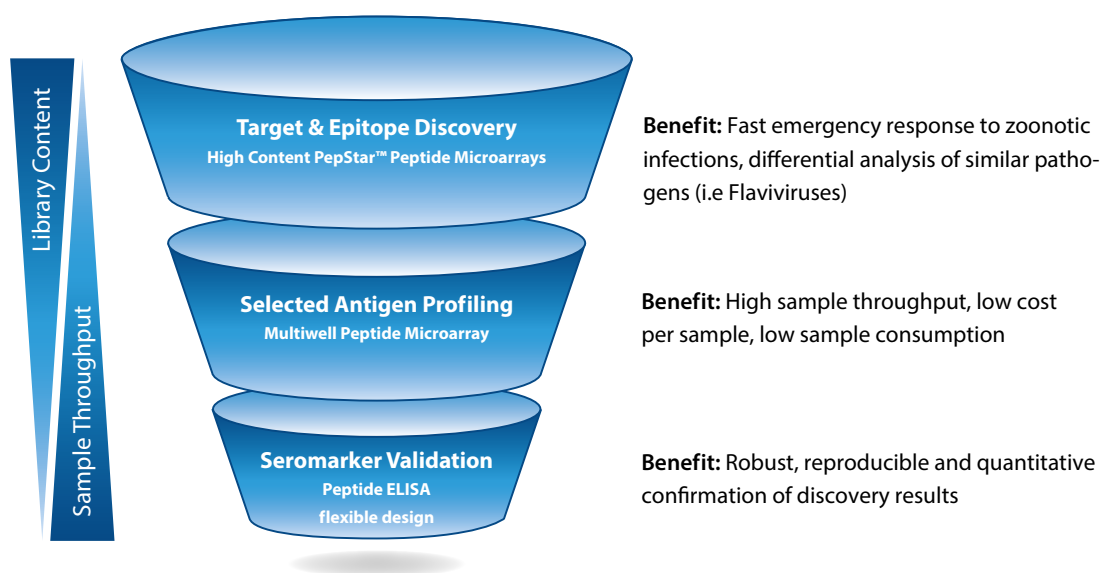 Library Content
Sample Throughput
Target & Epitope Discovery
High Content PepStar™ Peptide Microarrays
Benefit: Fast emergency response to zoonotic
infections, differential analysis of similar patho-
gens (i.e Flaviviruses)
Selected Antigen Profiling
Multiwell Peptide Microarray
Benefit: High sample throughput, low cost
per sample, low sample consumption
Seromarker Validation
Peptide ELISA
flexible design
Benefit: Robust, reproducible and quantitative
confirmation of discovery results